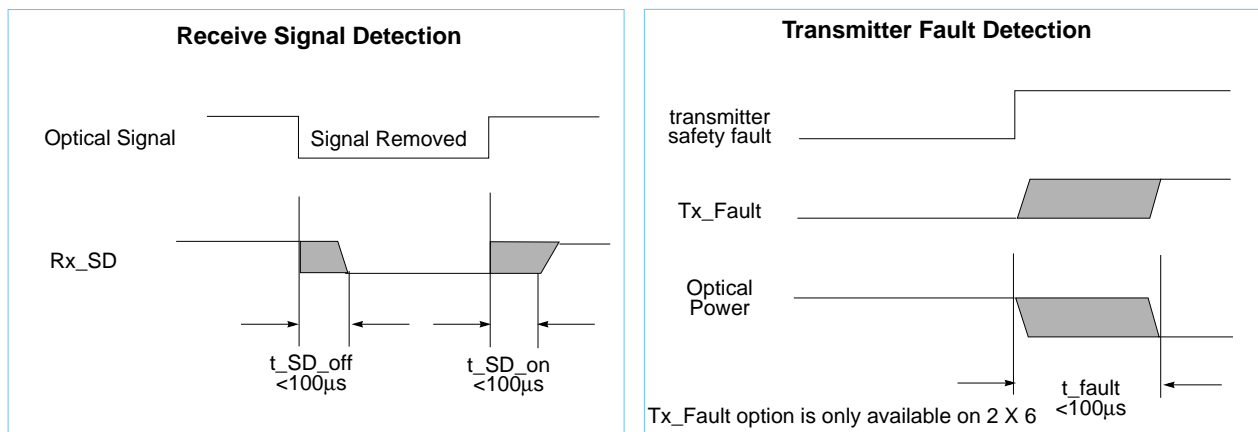 Receive Signal Detection
Optical Signal
Signal Removed
Rx_SD
t_SD_off
<100μs
t_SD_on
<100μs
Transmitter Fault Detection
transmitter
safety fault
Tx_Fault
Optical
Power
t_fault
<100μs
Tx_Fault option is only available on 2 X 6